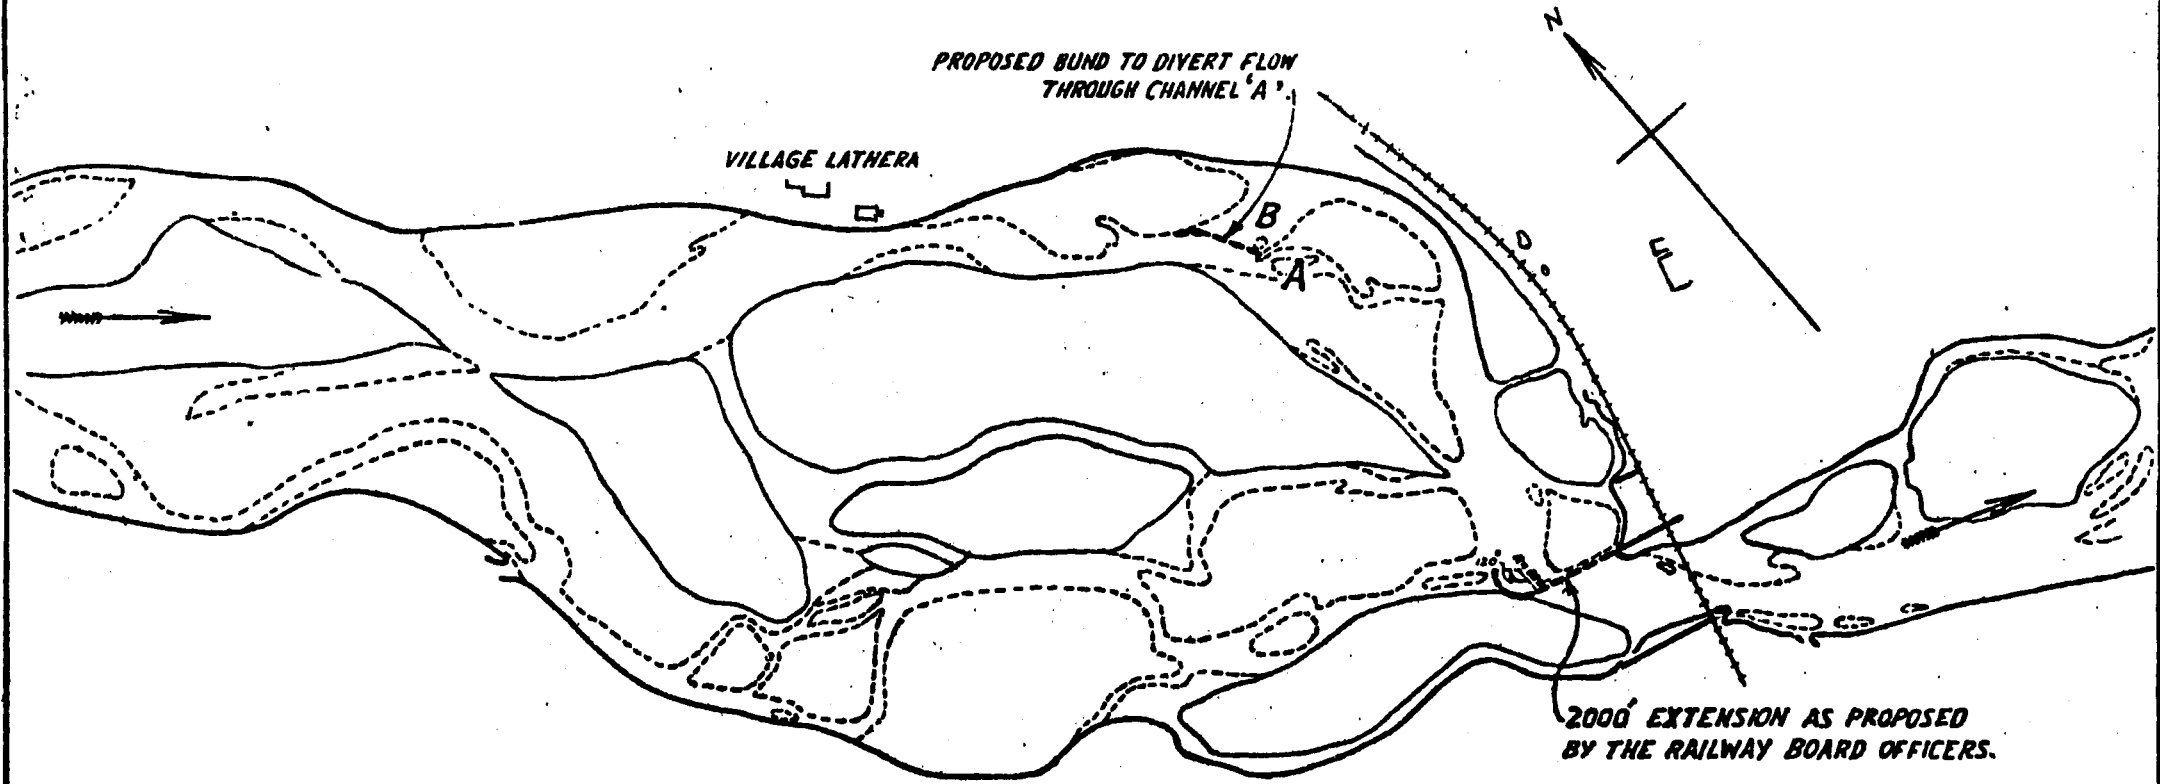 N
PROPOSED BUND TO DIVERT FLOW
THROUGH CHANNEL 'A'.
VILLAGE LATHERA
B
A
2000' EXTENSION AS PROPOSED
BY THE RAILWAY BOARD OFFICERS.